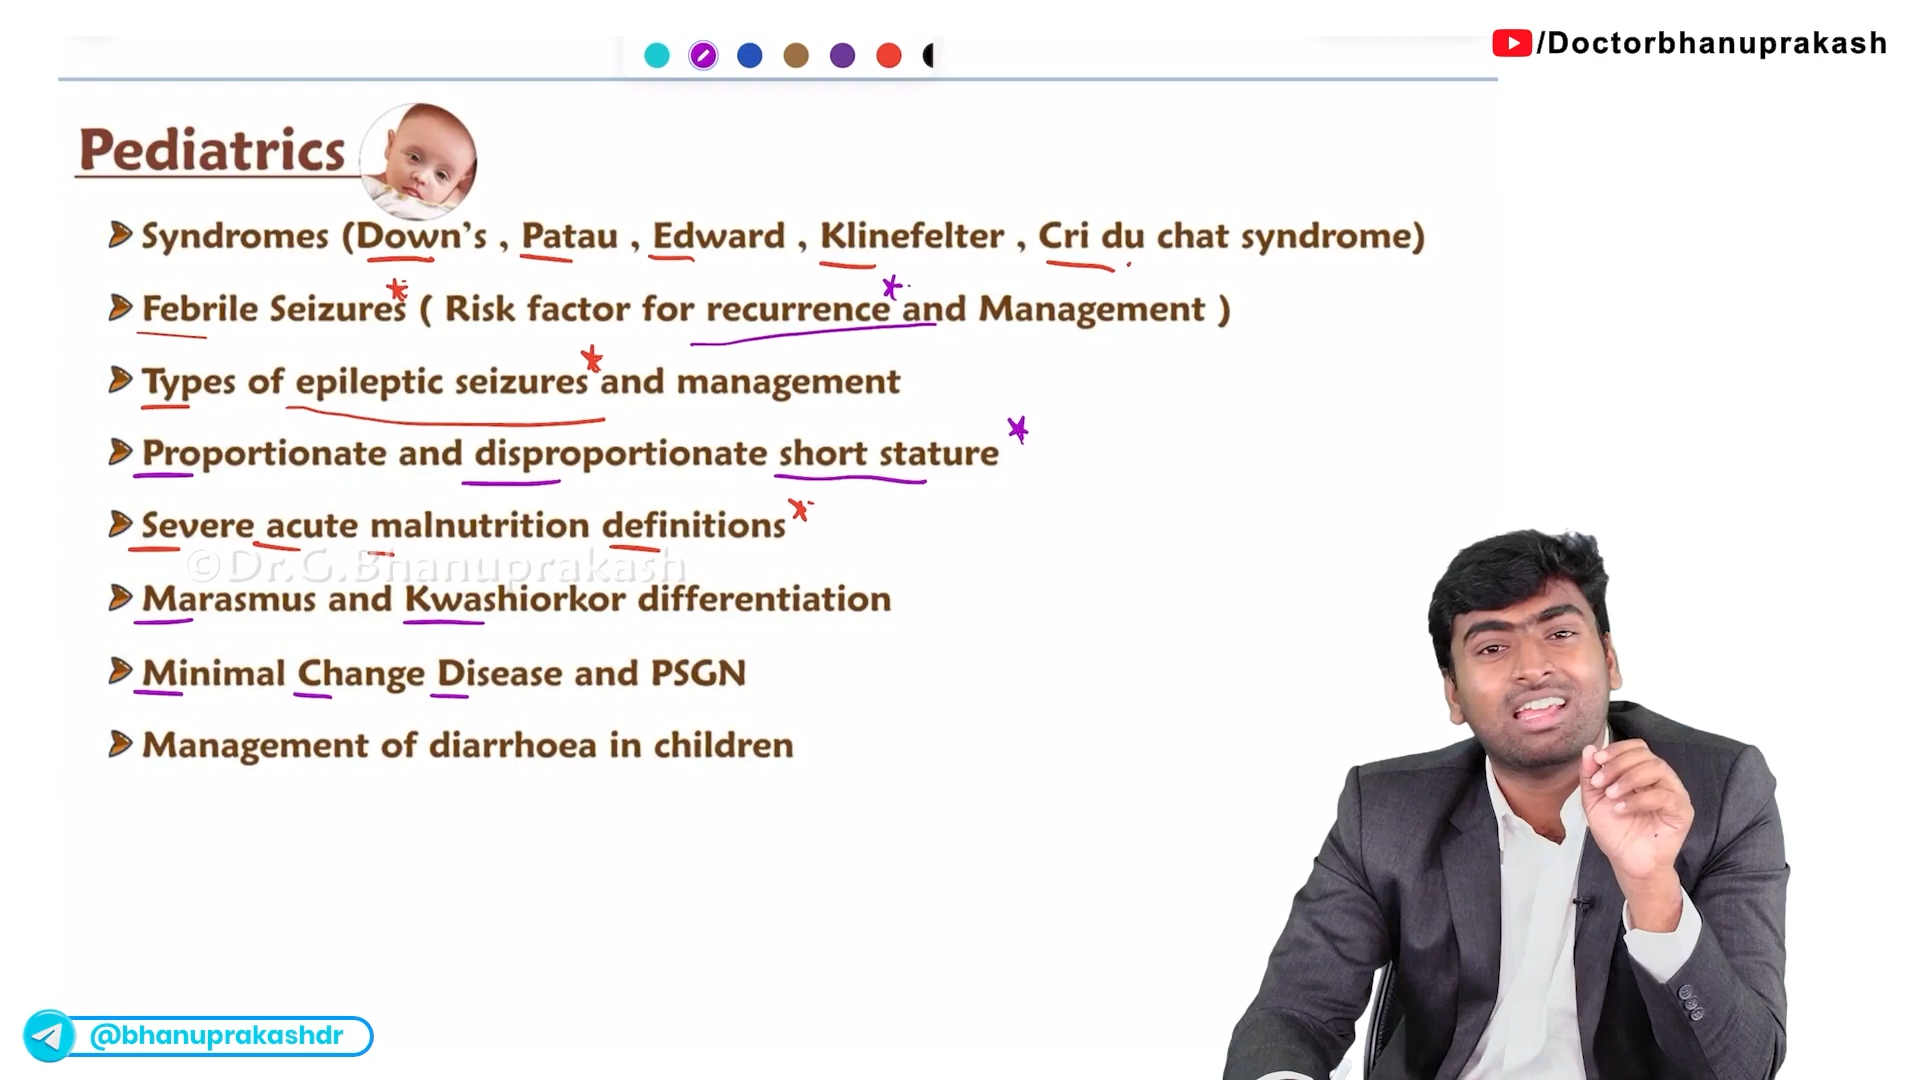 /Doctorbhanuprakash
Pediatrics
Syndromes (Down's , Patau , Edward , Klinefelter , Cri du chat syndrome)
Febrile Seizures ( Risk factor for recurrence and Management )
Types of epileptic seizures and management
Proportionate and disproportionate short stature
Severe acute malnutrition definitions
©Dr.G.Bhanuprakash
Marasmus and Kwashiorkor differentiation
Minimal Change Disease and PSGN
Management of diarrhoea in children
@bhanuprakashdr